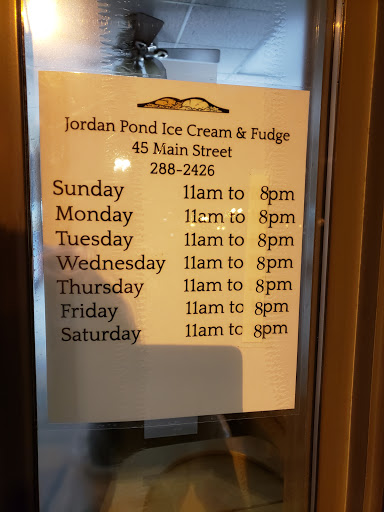 Jordan Pond Ice Cream & Fudge
45 Main Street
288-2426
Sunday 11am to 8pm
Monday 11am to 8pm
Tuesday 11am to 8pm
Wednesday 11am to 8pm
Thursday 11am to 8pm
Friday 11am to 8pm
Saturday 11am to 8pm